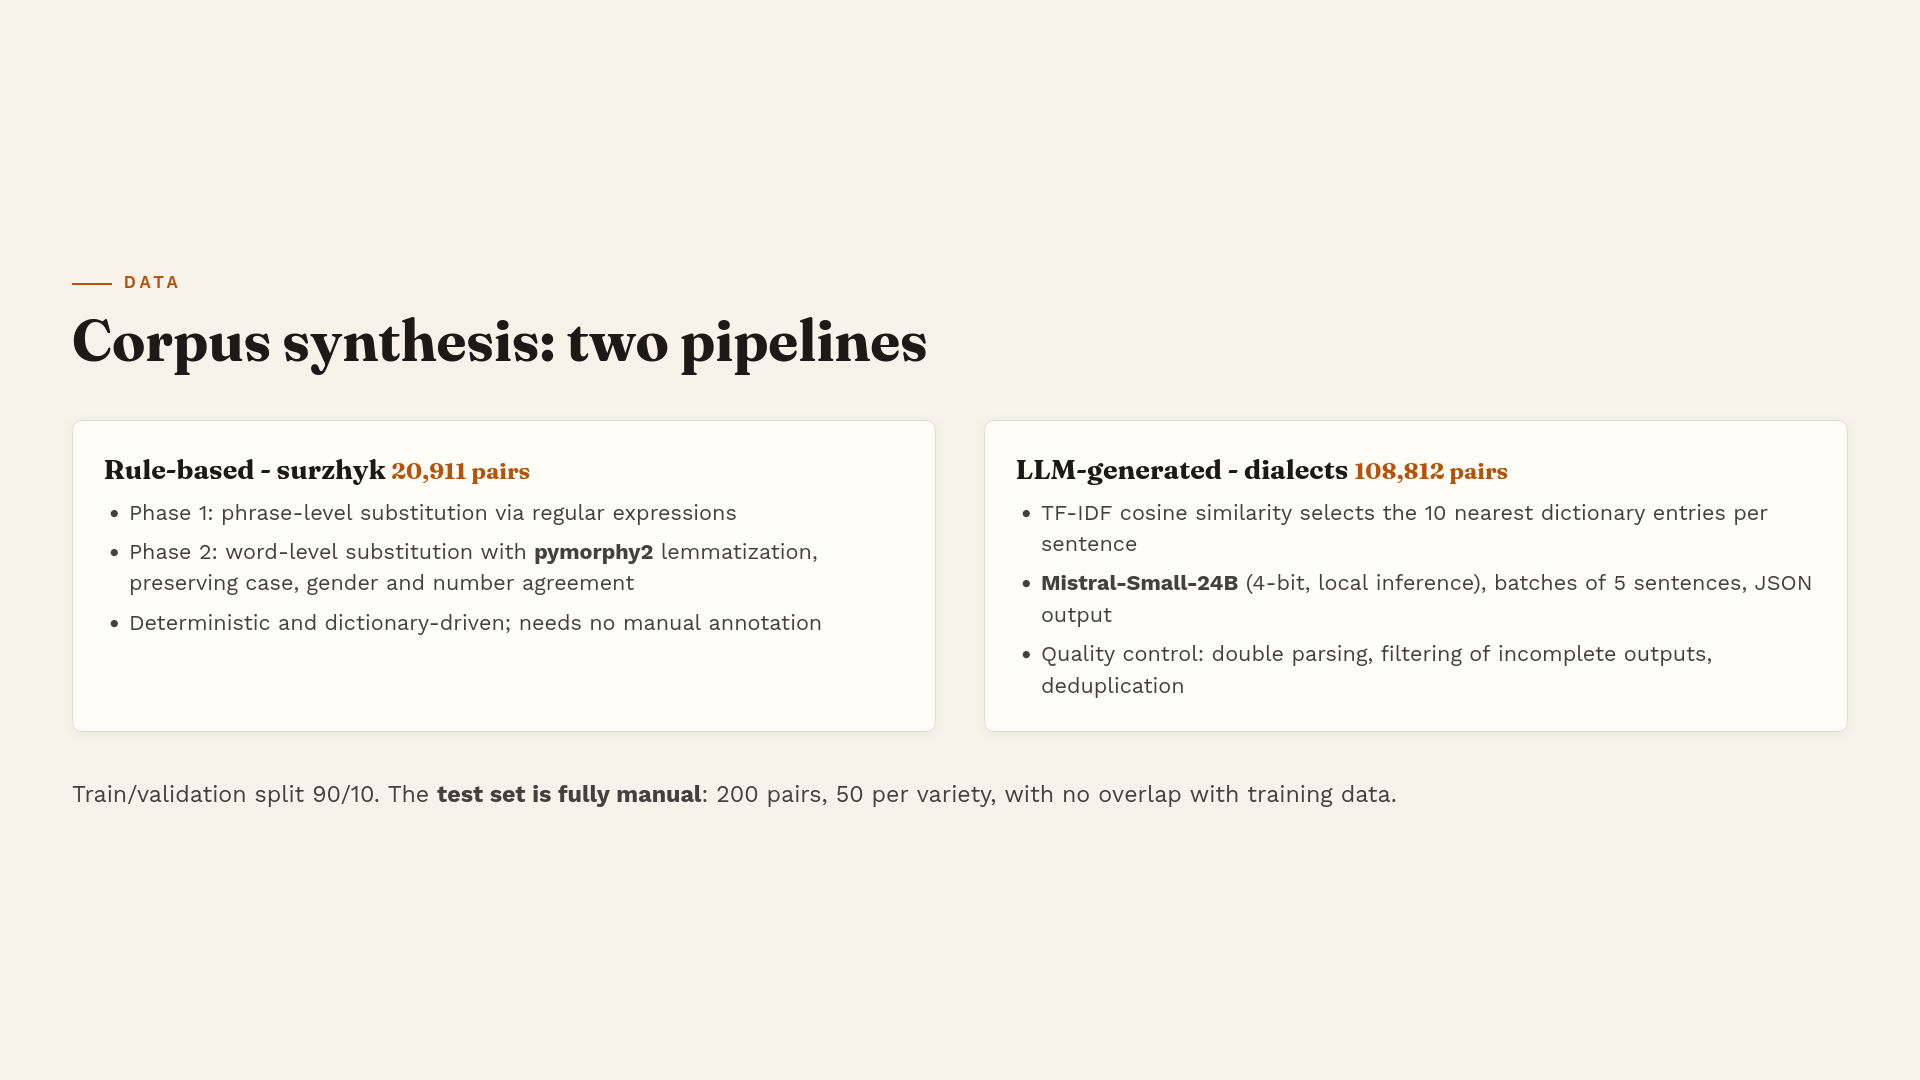 DATA
Corpus synthesis: two pipelines
Rule-based - surzhyk 20,911 pairs
• Phase 1: phrase-level substitution via regular expressions
• Phase 2: word-level substitution with pymorphy2 lemmatization,
preserving case, gender and number agreement
• Deterministic and dictionary-driven; needs no manual annotation
LLM-generated - dialects 108,812 pairs
• TF-IDF cosine similarity selects the 10 nearest dictionary entries per
sentence
• Mistral-Small-24B (4-bit, local inference), batches of 5 sentences, JSON
output
• Quality control: double parsing, filtering of incomplete outputs,
deduplication
Train/validation split 90/10. The test set is fully manual: 200 pairs, 50 per variety, with no overlap with training data.